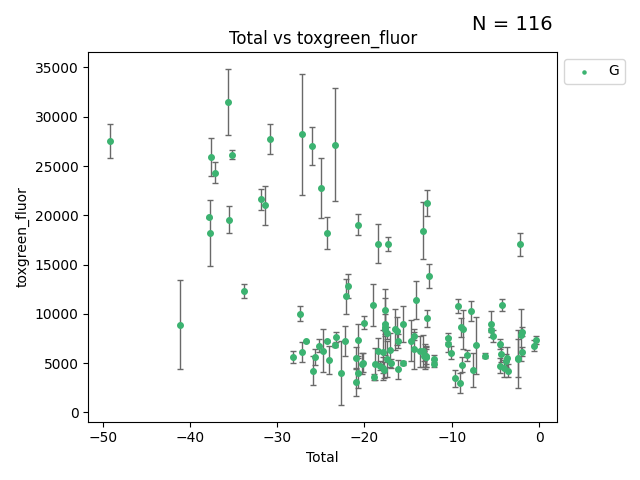 N = 116
Total vs toxgreen_fluor
G
35000
30000
25000
20000
15000
10000
5000
0
toxgreen_fluor
−50 −40 −30 −20 −10 0
Total